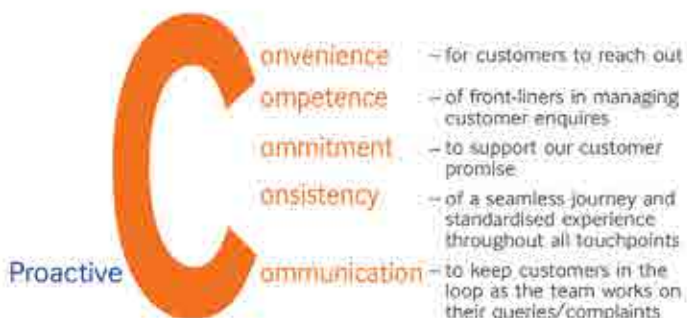 C
onvenience – for customers to reach out
ompetence – of front-liners in managing
customer enquires
ommitment – to support our customer
promise
onsistency – of a seamless journey and
standardised experience
throughout all touchpoints
Proactive ommunication – to keep customers in the
loop as the team works on
their queries/complaints